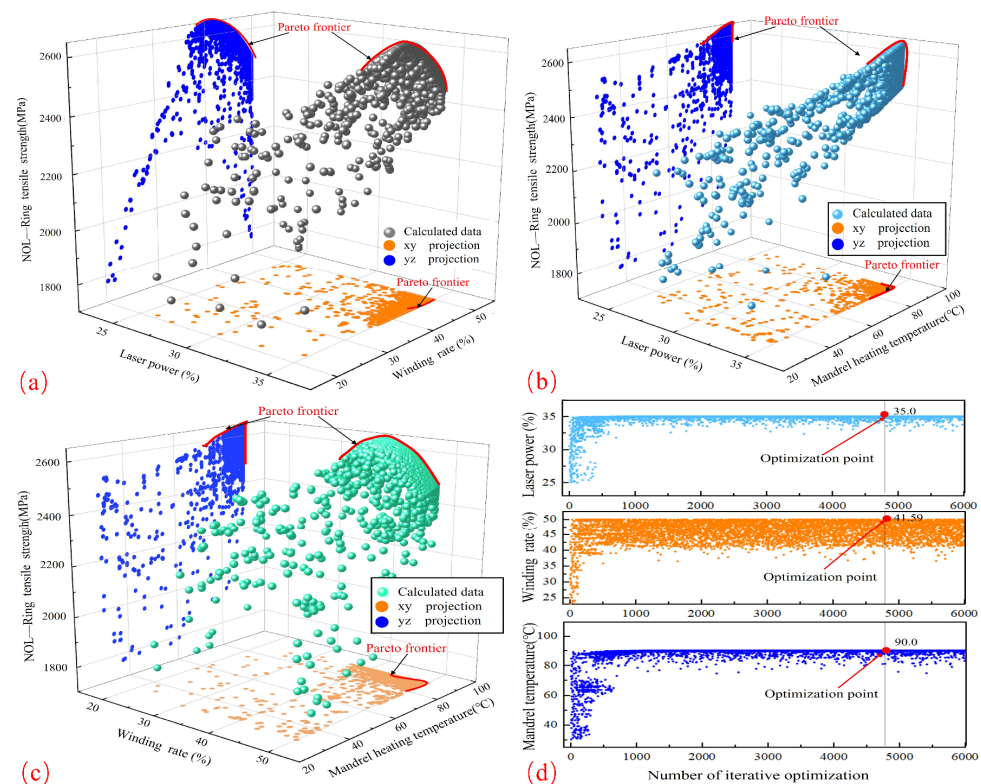 Pareto frontier
2600
2400
2200
2000
1800
NOL—Ring tensile strength(MPa)
Calculated data
xy projection
yz projection
Pareto frontier
25
30
35
Laser power (%)
20
30
40
50
Winding rate (%)
(a)
Pareto frontier
2600
2400
2200
2000
1800
NOL—Ring tensile strength(MPa)
Calculated data
xy projection
yz projection
Pareto frontier
25
30
35
Laser power (%)
20
40
60
80
100
Mandrel heating temperature(°C)
(b)
Pareto frontier
2600
2400
2200
2000
1800
NOL—Ring tensile strength(MPa)
Calculated data
xy projection
yz projection
Pareto frontier
20
30
40
50
Winding rate (%)
20
40
60
80
100
Mandrel heating temperature(°C)
(c)
Laser power (%)
35
30
25
35.0
Optimization point
0 1000 2000 3000 4000 5000 6000
Winding rate (%)
50
45
40
35
30
25
41.59
Optimization point
0 1000 2000 3000 4000 5000 6000
Mandrel temperature(°C)
100
90
80
70
60
50
40
30
90.0
Optimization point
0 1000 2000 3000 4000 5000 6000
Number of iterative optimization
(d)